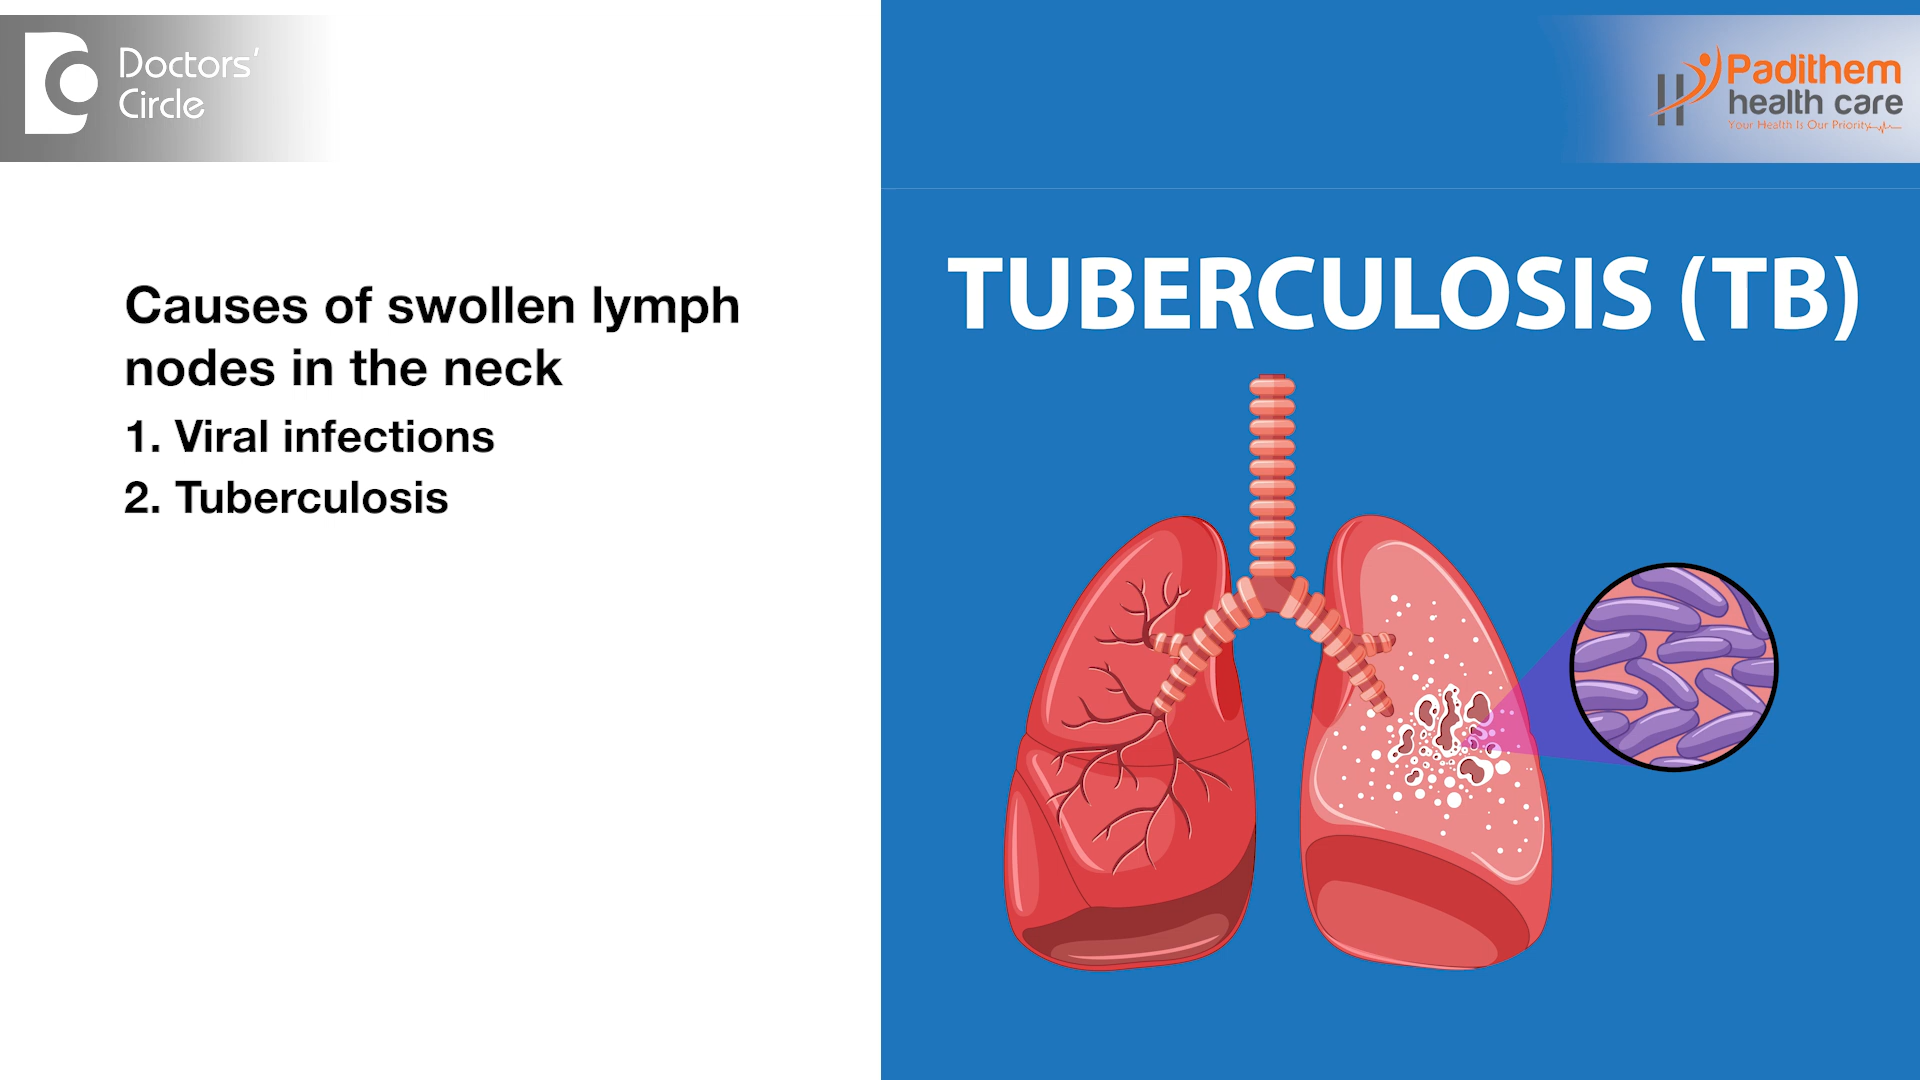 Doctors'
Circle
Padithem
health care
Your Health Is Our Priority
Causes of swollen lymph
nodes in the neck
1. Viral infections
2. Tuberculosis
TUBERCULOSIS (TB)